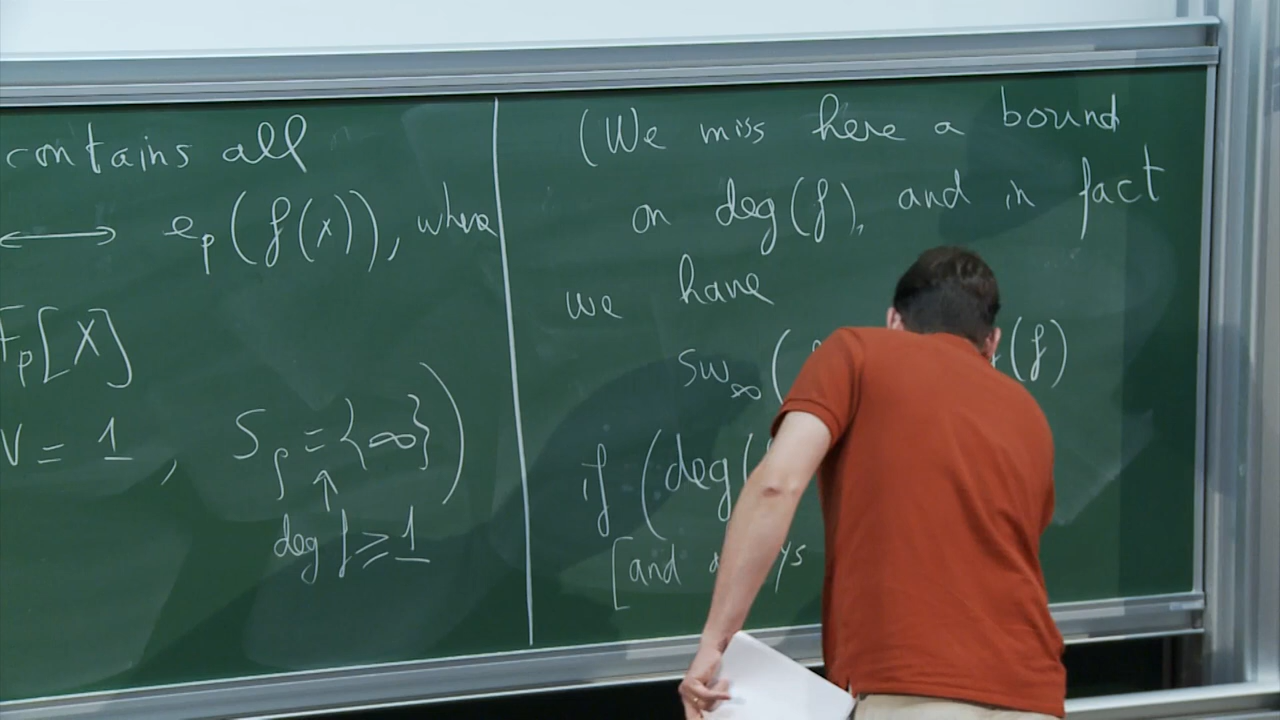 contains all
⟷ e_p(f(x)), where
F_p[X]
V = 1, S_ρ = {∞})
↑
deg f ≥ 1
(We miss here a bound
on deg(f), and in fact
we have
sw_∞( (f)
if (deg(
[and